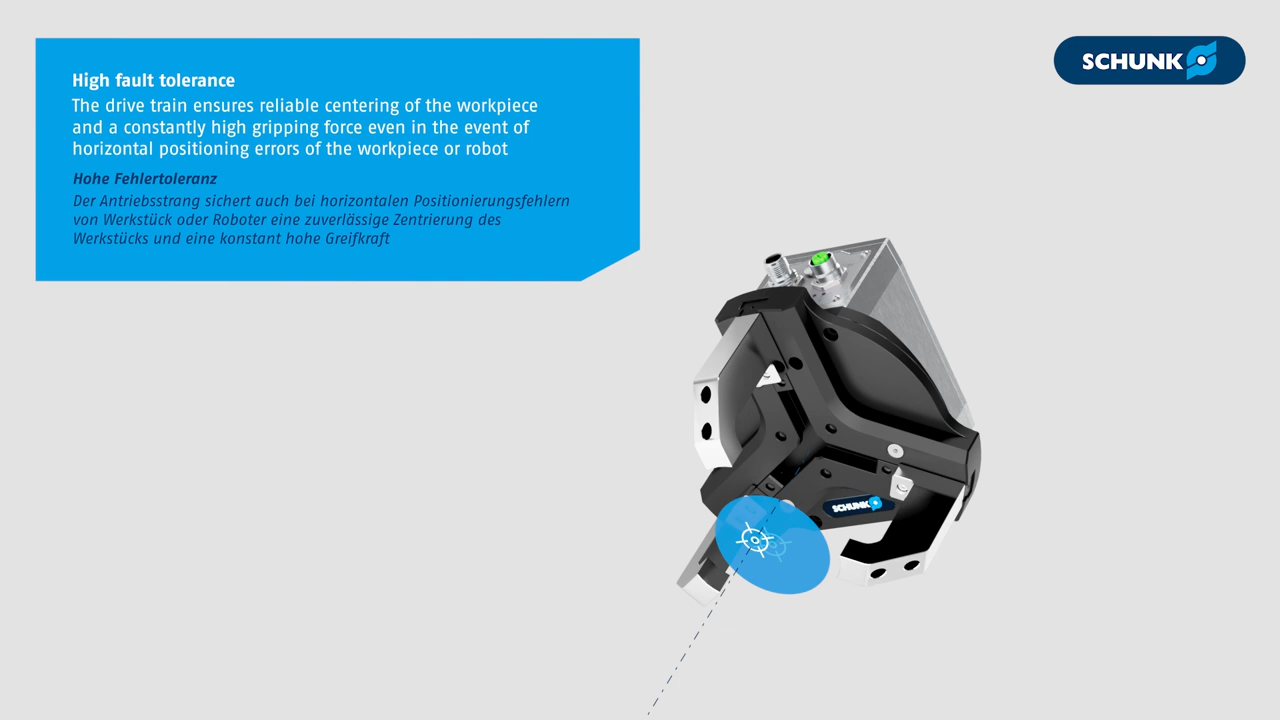 High fault tolerance
The drive train ensures reliable centering of the workpiece
and a constantly high gripping force even in the event of
horizontal positioning errors of the workpiece or robot
Hohe Fehlertoleranz
Der Antriebsstrang sichert auch bei horizontalen Positionierungsfehlern
von Werkstück oder Roboter eine zuverlässige Zentrierung des
Werkstücks und eine konstant hohe Greifkraft
SCHUNK
SCHUNK